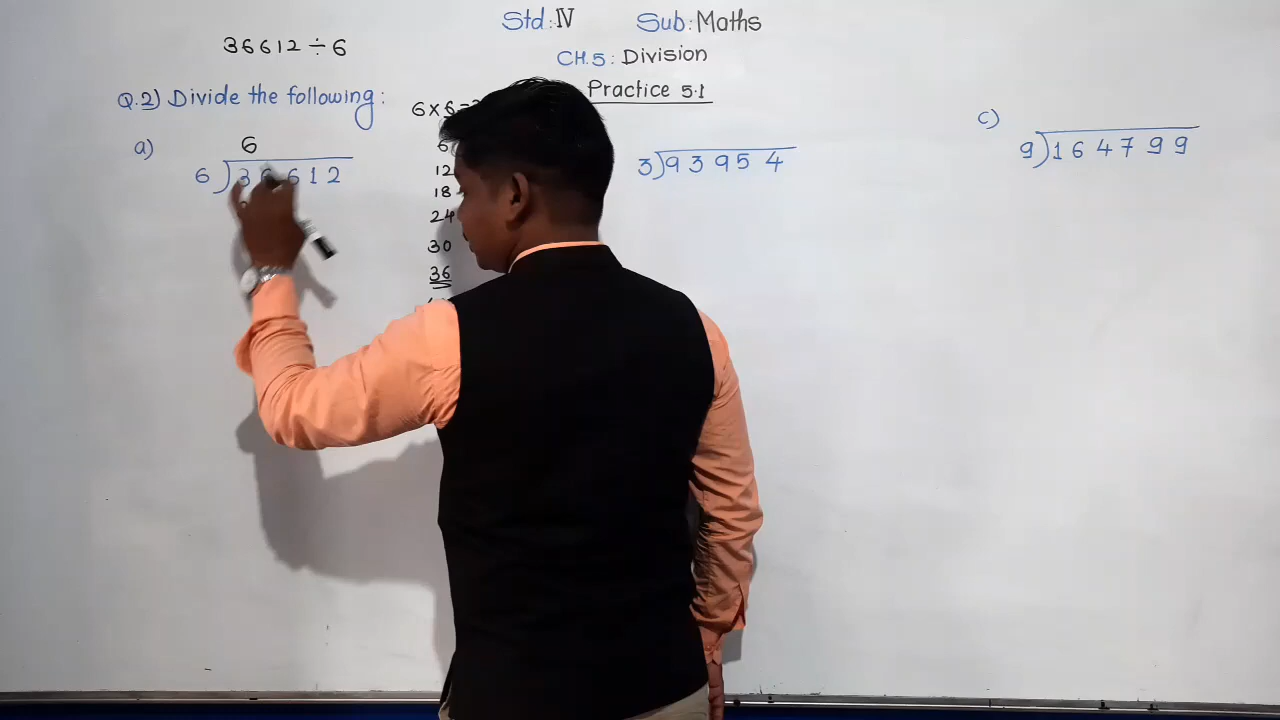 Std: IV Sub: Maths
36612 ÷ 6
CH.5: Division
Practice 5.1
Q.2) Divide the following:
6 × 6 =
a)
6
6 ) 3 6 6 1 2
12
18
24
30
36
3 ) 9 3 9 5 4
c)
9 ) 1 6 4 7 9 9